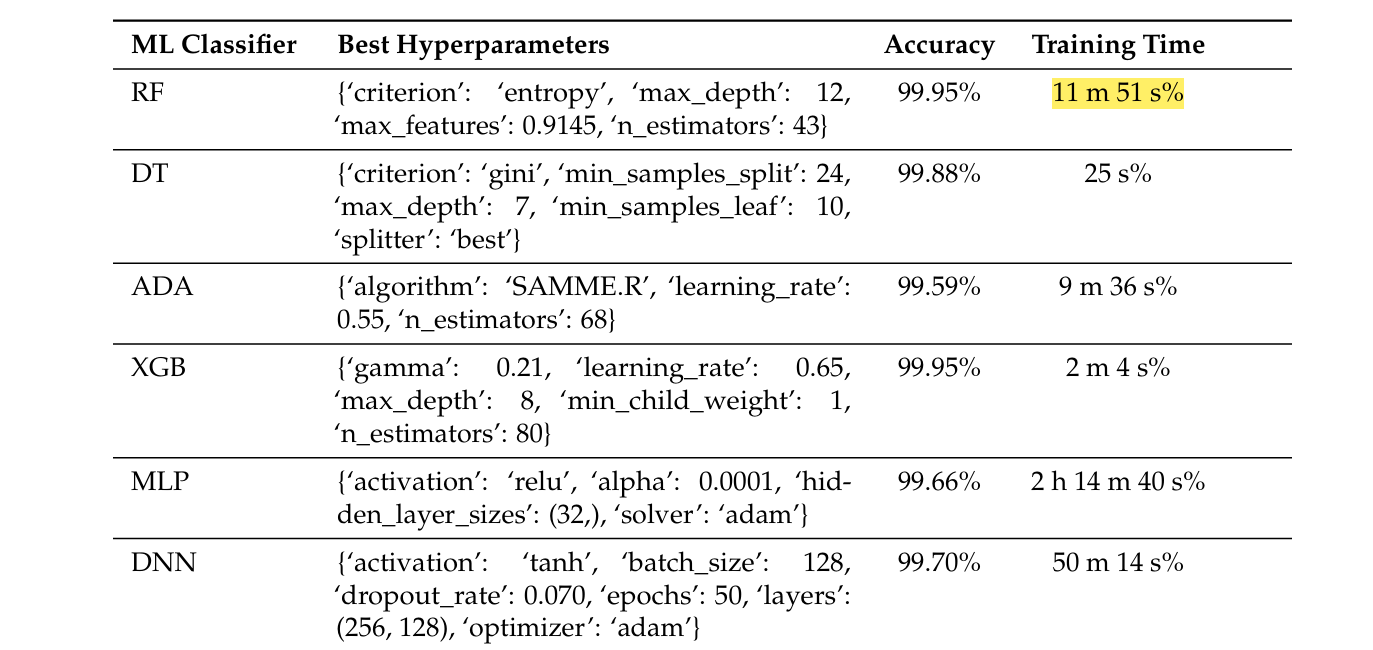 ML Classifier Best Hyperparameters Accuracy Training Time
RF {‘criterion’: ‘entropy’, ‘max_depth’: 12, 99.95% 11 m 51 s%
‘max_features’: 0.9145, ‘n_estimators’: 43}
DT {‘criterion’: ‘gini’, ‘min_samples_split’: 24, 99.88% 25 s%
‘max_depth’: 7, ‘min_samples_leaf’: 10,
‘splitter’: ‘best’}
ADA {‘algorithm’: ‘SAMME.R’, ‘learning_rate’: 99.59% 9 m 36 s%
0.55, ‘n_estimators’: 68}
XGB {‘gamma’: 0.21, ‘learning_rate’: 0.65, 99.95% 2 m 4 s%
‘max_depth’: 8, ‘min_child_weight’: 1,
‘n_estimators’: 80}
MLP {‘activation’: ‘relu’, ‘alpha’: 0.0001, ‘hid- 99.66% 2 h 14 m 40 s%
den_layer_sizes’: (32,), ‘solver’: ‘adam’}
DNN {‘activation’: ‘tanh’, ‘batch_size’: 128, 99.70% 50 m 14 s%
‘dropout_rate’: 0.070, ‘epochs’: 50, ‘layers’:
(256, 128), ‘optimizer’: ‘adam’}